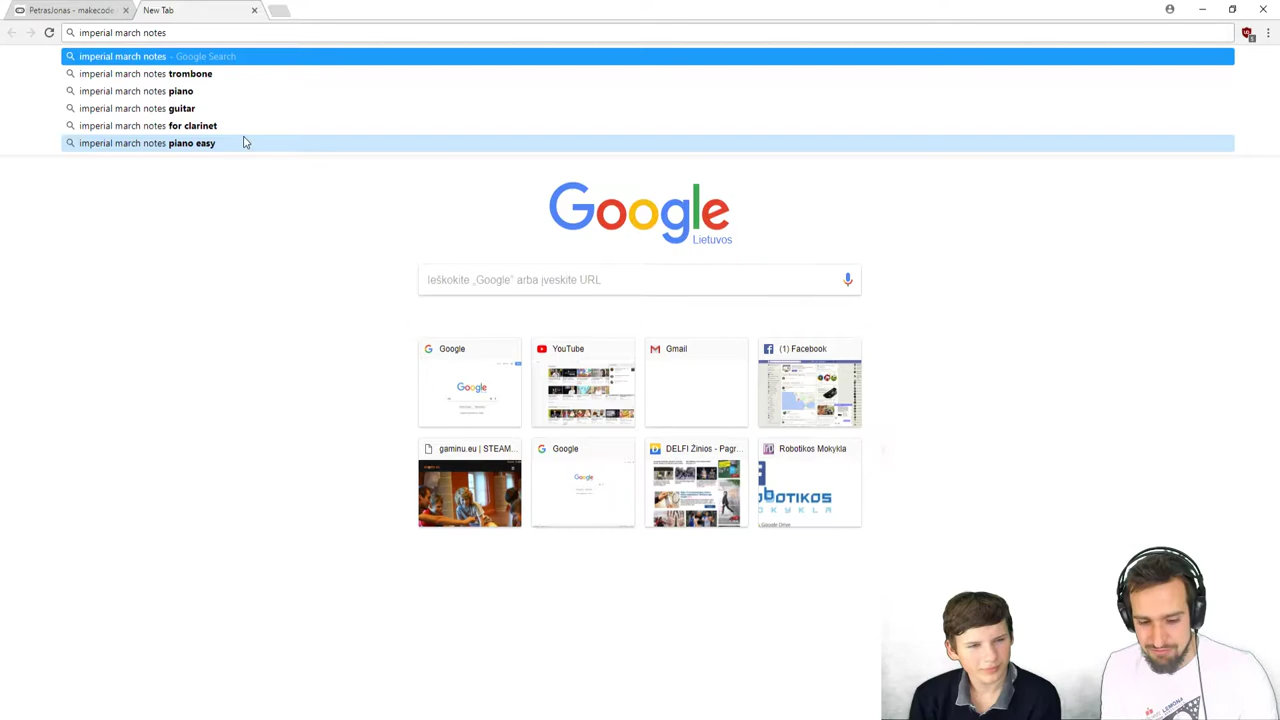 PetrasJonas - makecode
New Tab
imperial march notes
imperial march notes - Google Search
imperial march notes trombone
imperial march notes piano
imperial march notes guitar
imperial march notes for clarinet
imperial march notes piano easy
Google
Lietuvos
Ieškokite „Google“ arba įveskite URL
Google
YouTube
Gmail
(1) Facebook
gaminu.eu | STEAM...
Google
DELFI Žinios - Pagr...
Robotikos Mokykla